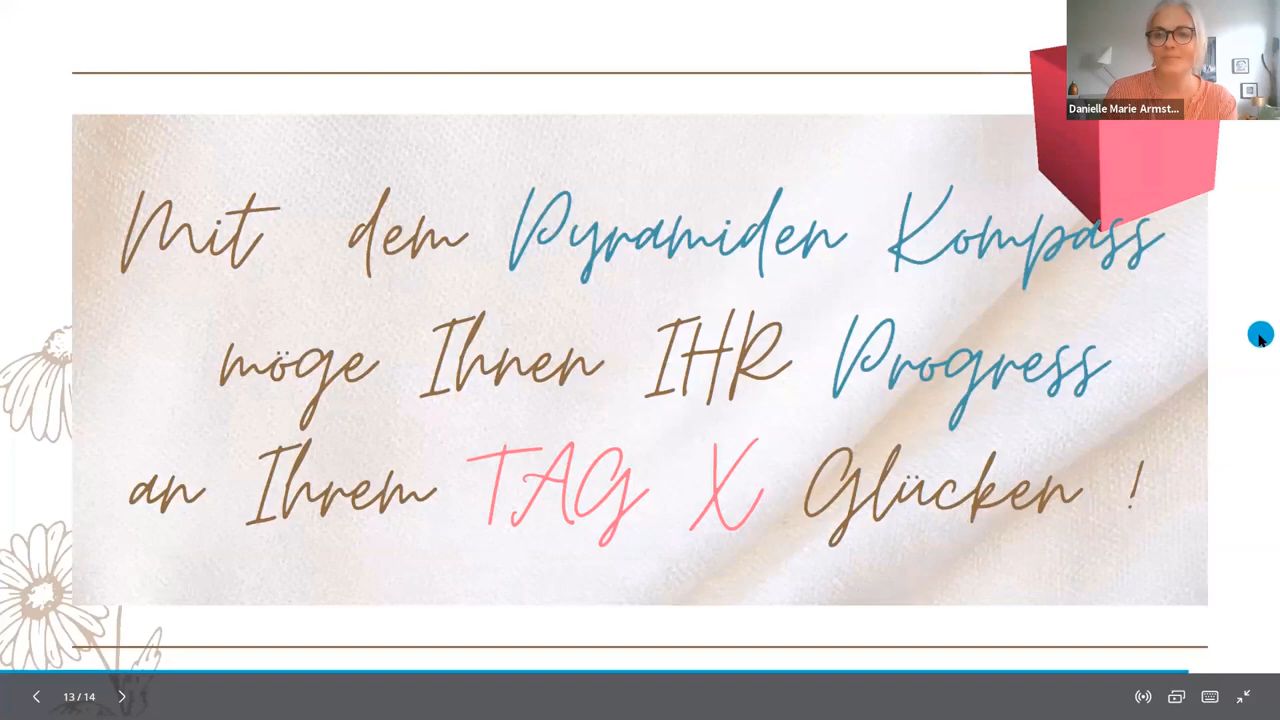 Danielle Marie Armst...
Mit dem Pyramiden Kompass
möge Ihnen IHR Progress
an Ihrem TAG X Glücken !
13 / 14